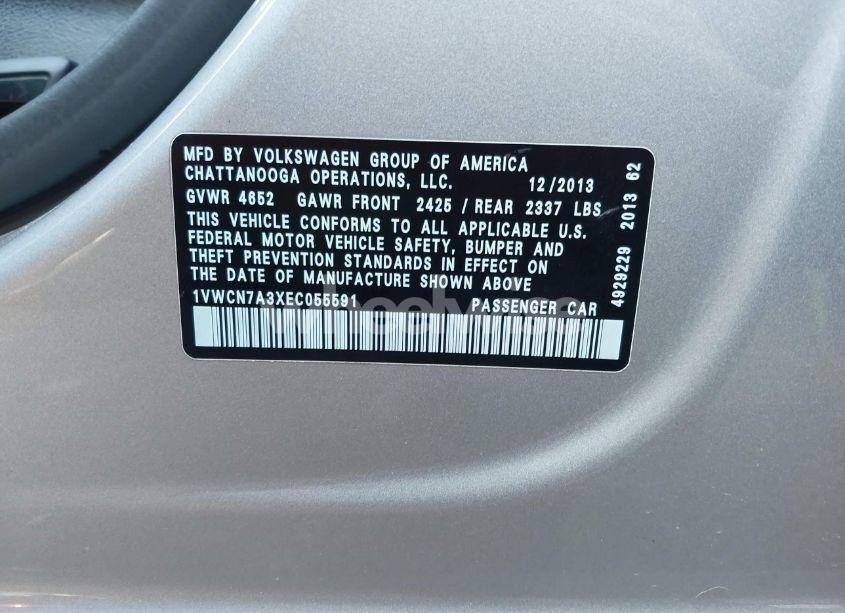 MFD BY VOLKSWAGEN GROUP OF AMERICA
CHATTANOOGA OPERATIONS, LLC. 12/2013
GVWR 4652 GAWR FRONT 2425 / REAR 2337 LBS
THIS VEHICLE CONFORMS TO ALL APPLICABLE U.S.
FEDERAL MOTOR VEHICLE SAFETY, BUMPER AND
THEFT PREVENTION STANDARDS IN EFFECT ON
THE DATE OF MANUFACTURE SHOWN ABOVE
1VWCN7A3XEC055591 PASSENGER CAR
4929229 2013 62